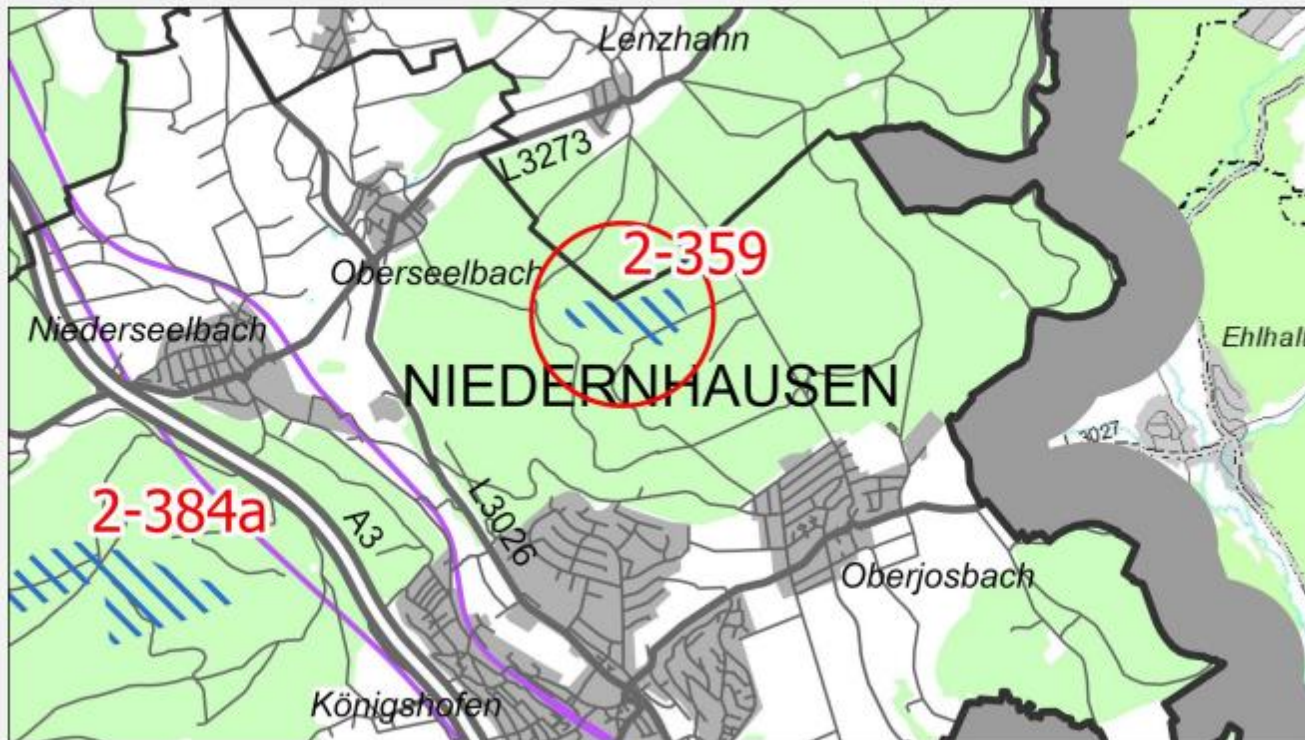 Lenzhahn
L3273
2-359
Oberseelbach
Niederseelbach
Ehlhalt
NIEDERNHAUSEN
L3027
2-384a
A3
L3026
Oberjosbach
Königshofen